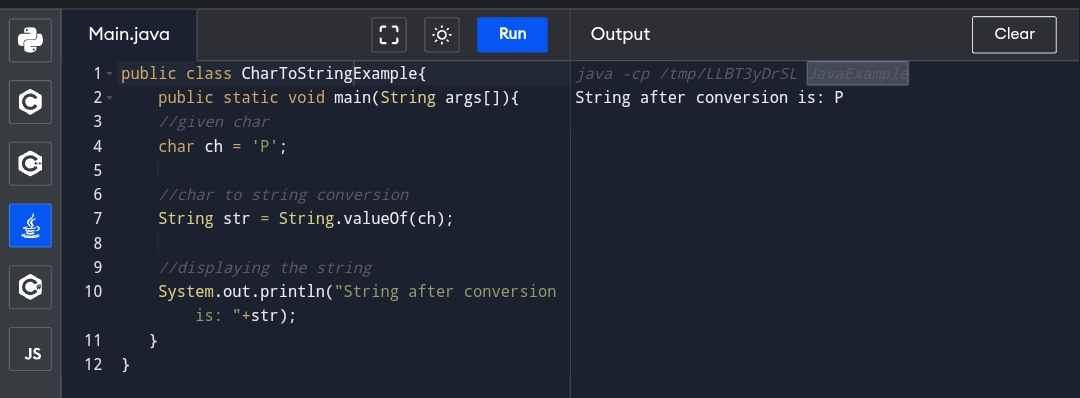 Main.java
Run
Output
Clear
1 public class CharToStringExample{
2 public static void main(String args[]){
3 //given char
4 char ch = 'P';
5
6 //char to string conversion
7 String str = String.valueOf(ch);
8
9 //displaying the string
10 System.out.println("String after conversion
is: "+str);
11 }
12 }
java -cp /tmp/LLBT3yDrSL JavaExample
String after conversion is: P
C
C
JS